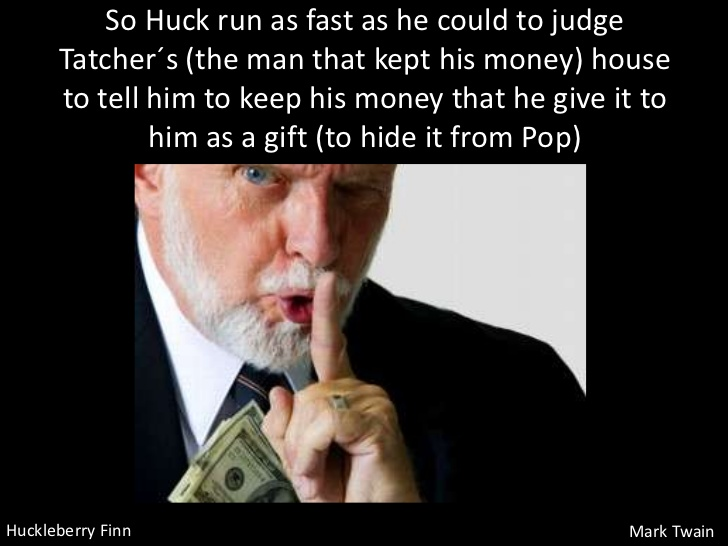 So Huck run as fast as he could to judge
Tatcher´s (the man that kept his money) house
to tell him to keep his money that he give it to
him as a gift (to hide it from Pop)
Huckleberry Finn
Mark Twain